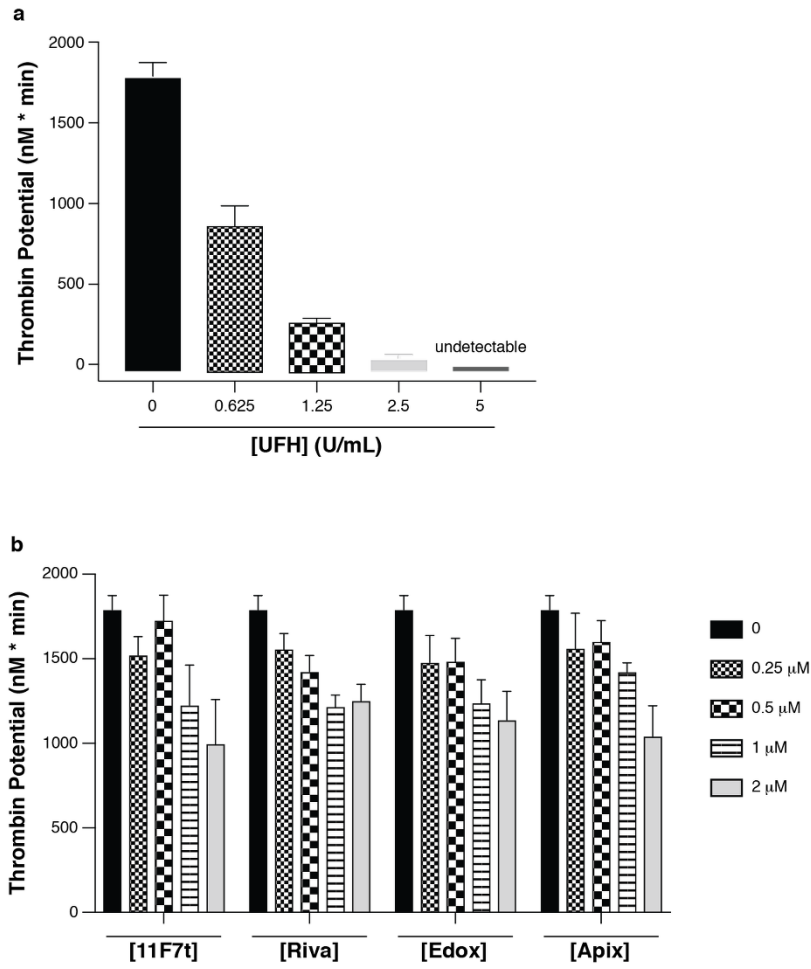 a
Thrombin Potential (nM * min)
2000
1500
1000
500
0
undetectable
0 0.625 1.25 2.5 5
[UFH] (U/mL)
b
Thrombin Potential (nM * min)
2000
1500
1000
500
0
[11F7t] [Riva] [Edox] [Apix]
0
0.25 µM
0.5 µM
1 µM
2 µM